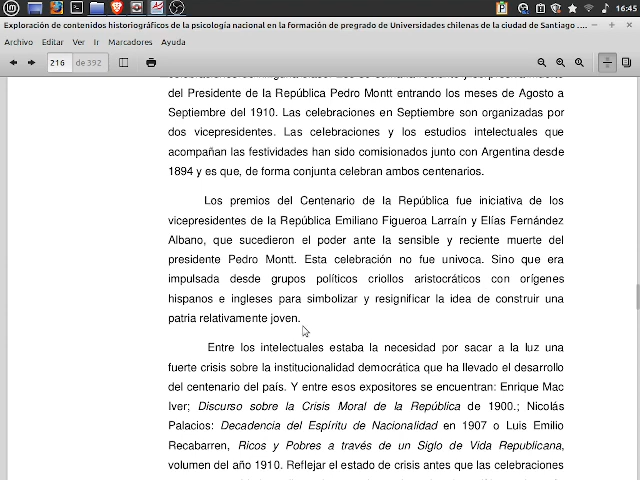 16:45
Exploración de contenidos historiográficos de la psicología nacional en la formación de pregrado de Universidades chilenas de la ciudad de Santiago ....
Archivo Editar Ver Ir Marcadores Ayuda
216 de 392
del Presidente de la República Pedro Montt entrando los meses de Agosto a
Septiembre del 1910. Las celebraciones en Septiembre son organizadas por
dos vicepresidentes. Las celebraciones y los estudios intelectuales que
acompañan las festividades han sido comisionados junto con Argentina desde
1894 y es que, de forma conjunta celebran ambos centenarios.
Los premios del Centenario de la República fue iniciativa de los
vicepresidentes de la República Emiliano Figueroa Larraín y Elías Fernández
Albano, que sucedieron el poder ante la sensible y reciente muerte del
presidente Pedro Montt. Esta celebración no fue univoca. Sino que era
impulsada desde grupos políticos criollos aristocráticos con orígenes
hispanos e ingleses para simbolizar y resignificar la idea de construir una
patria relativamente joven.
Entre los intelectuales estaba la necesidad por sacar a la luz una
fuerte crisis sobre la institucionalidad democrática que ha llevado el desarrollo
del centenario del país. Y entre esos expositores se encuentran: Enrique Mac
Iver; Discurso sobre la Crisis Moral de la República de 1900.; Nicolás
Palacios: Decadencia del Espíritu de Nacionalidad en 1907 o Luis Emilio
Recabarren, Ricos y Pobres a través de un Siglo de Vida Republicana,
volumen del año 1910. Reflejar el estado de crisis antes que las celebraciones